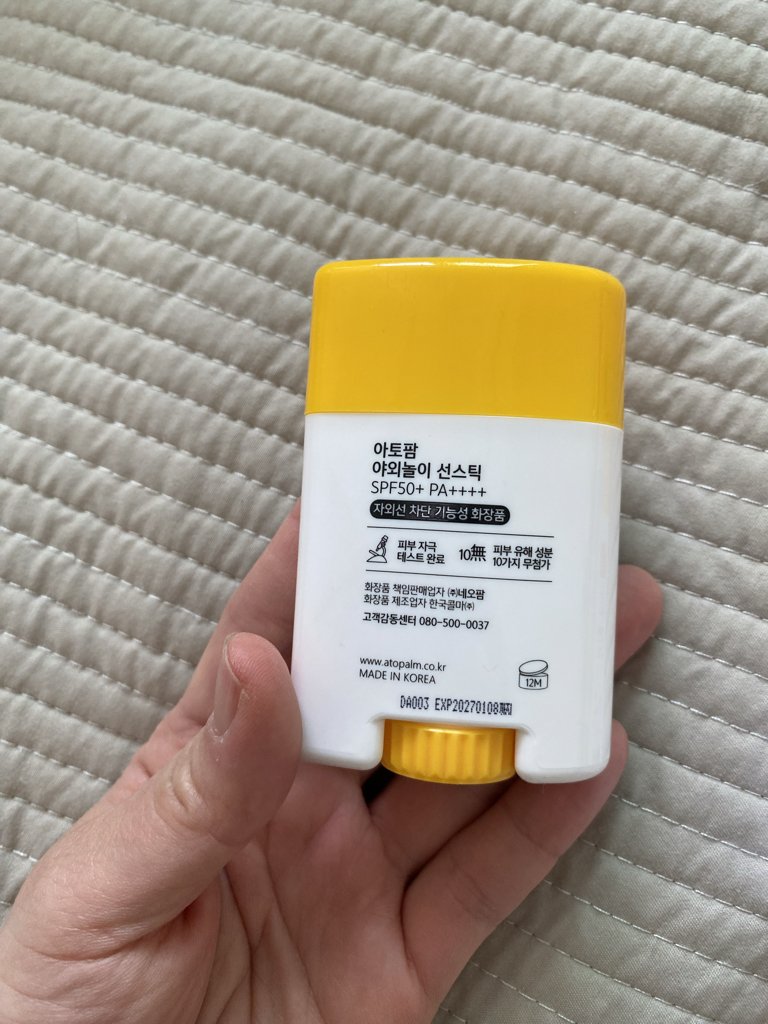 아토팜
야외놀이 선스틱
SPF50+ PA++++
자외선 차단 기능성 화장품
피부 자극
테스트 완료
10無
피부 유해 성분
10가지 무첨가
화장품 책임판매업자 ㈜네오팜
화장품 제조업자 한국콜마㈜
고객감동센터 080-500-0037
www.atopalm.co.kr
MADE IN KOREA
12M
DA003 EXP20270108